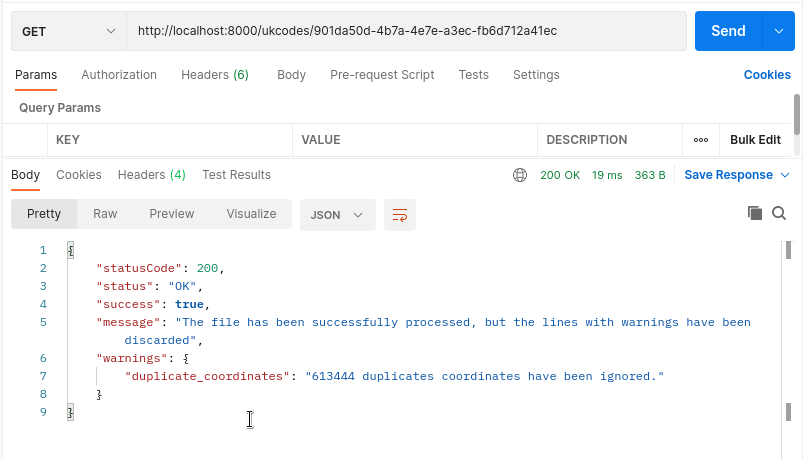 GET http://localhost:8000/ukcodes/901da50d-4b7a-4e7e-a3ec-fb6d712a41ec Send
Params Authorization Headers (6) Body Pre-request Script Tests Settings Cookies
Query Params
KEY VALUE DESCRIPTION ooo Bulk Edit
Body Cookies Headers (4) Test Results 200 OK 19 ms 363 B Save Response
Pretty Raw Preview Visualize JSON
1 {
2 "statusCode": 200,
3 "status": "OK",
4 "success": true,
5 "message": "The file has been successfully processed, but the lines with warnings have been
discarded",
6 "warnings": {
7 "duplicate_coordinates": "613444 duplicates coordinates have been ignored."
8 }
9 }